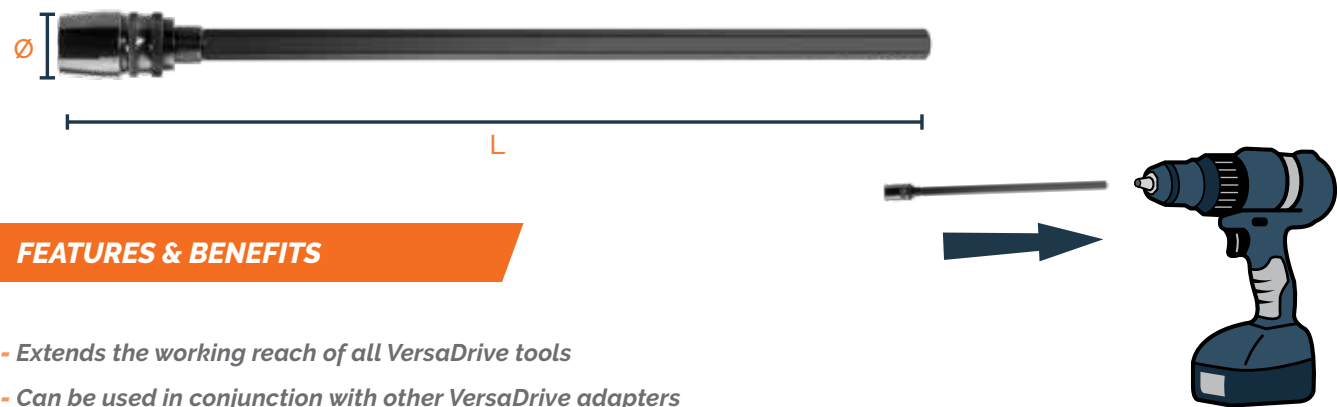 Ø
L
FEATURES & BENEFITS
- Extends the working reach of all VersaDrive tools
- Can be used in conjunction with other VersaDrive adapters